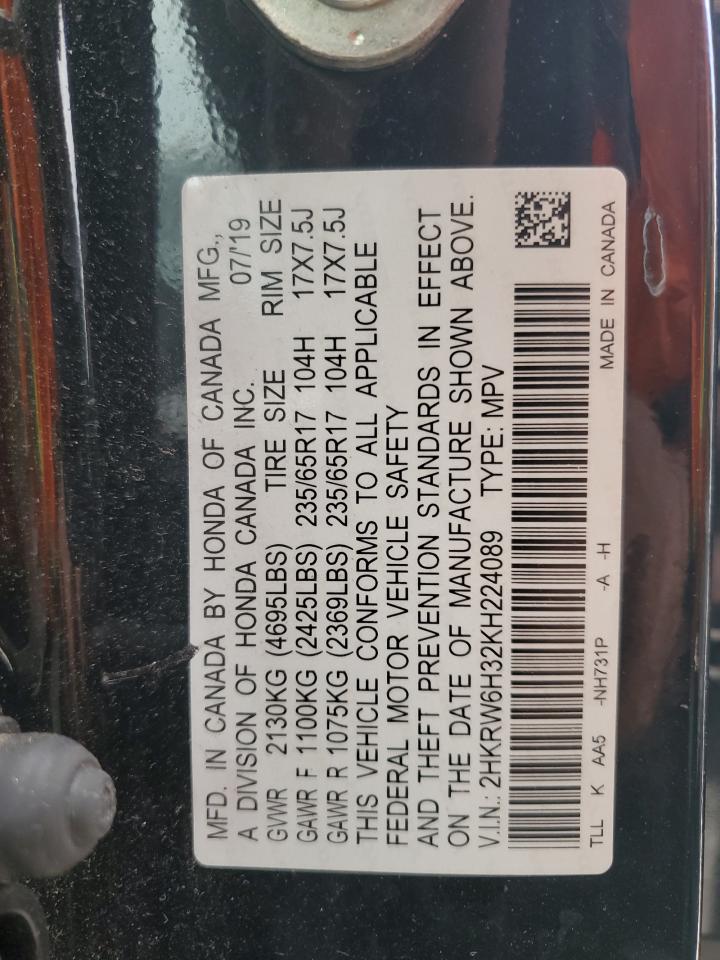 MFD. IN CANADA BY HONDA OF CANADA MFG.,
A DIVISION OF HONDA CANADA INC. 07/'19
GVWR 2130KG (4695LBS) TIRE SIZE RIM SIZE
GAWR F 1100KG (2425LBS) 235/65R17 104H 17X7.5J
GAWR R 1075KG (2369LBS) 235/65R17 104H 17X7.5J
THIS VEHICLE CONFORMS TO ALL APPLICABLE
FEDERAL MOTOR VEHICLE SAFETY
AND THEFT PREVENTION STANDARDS IN EFFECT
ON THE DATE OF MANUFACTURE SHOWN ABOVE.
V.I.N.: 2HKRW6H32KH224089 TYPE: MPV
TLL K AA5 -NH731P -A -H MADE IN CANADA